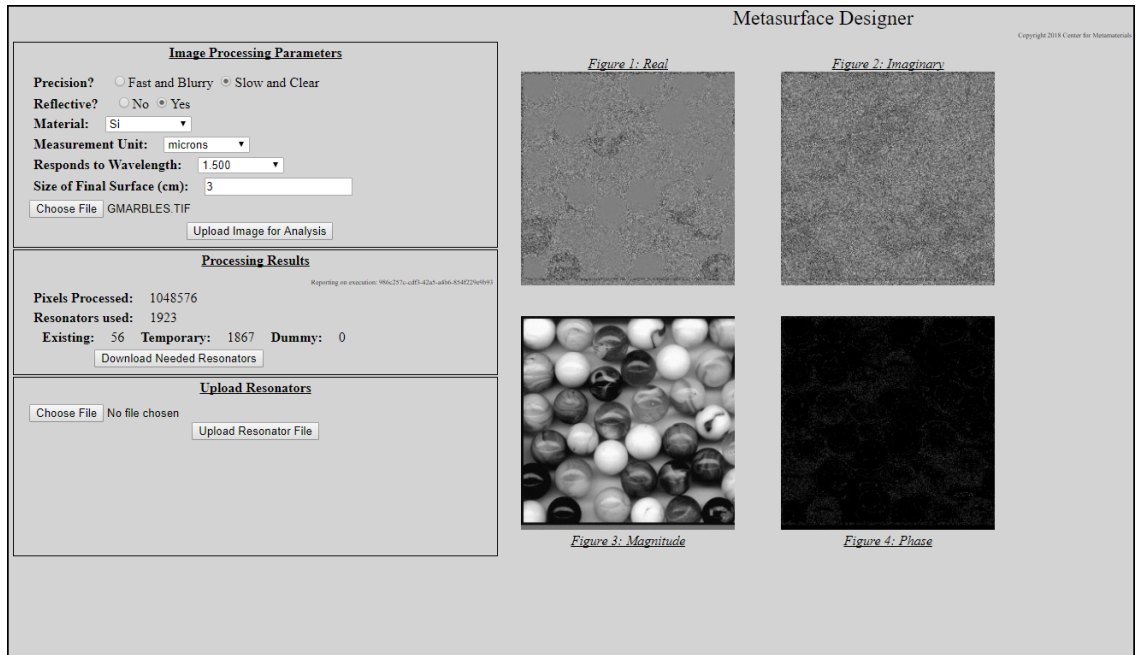 Metasurface Designer
Copyright 2018 Center for Metamaterials
Image Processing Parameters
Precision? Fast and Blurry Slow and Clear
Reflective? No Yes
Material: Si
Measurement Unit: microns
Responds to Wavelength: 1.500
Size of Final Surface (cm): 3
Choose File GMARBLES.TIF
Upload Image for Analysis
Processing Results
Reporting on execution:
Pixels Processed: 1048576
Resonators used: 1923
Existing: 56 Temporary: 1867 Dummy: 0
Download Needed Resonators
Upload Resonators
Choose File No file chosen
Upload Resonator File
Figure 1: Real
Figure 2: Imaginary
Figure 3: Magnitude
Figure 4: Phase